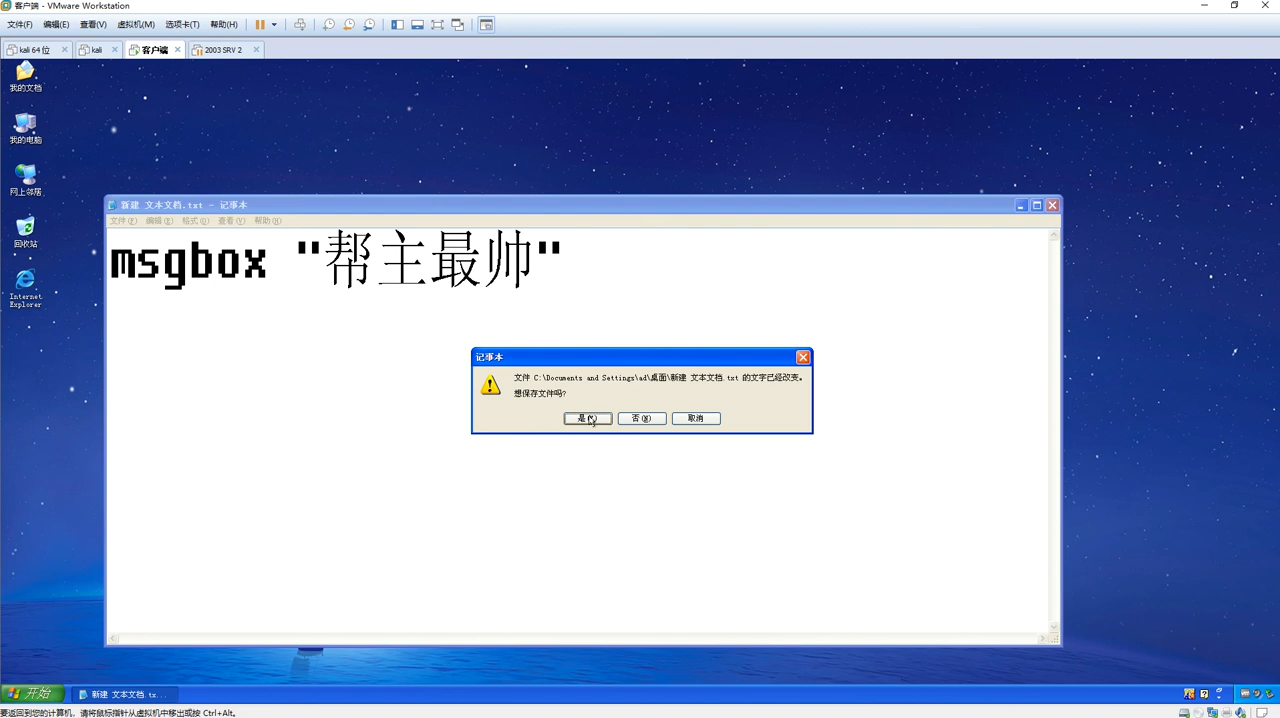 客户端 - VMware Workstation
文件(F) 编辑(E) 查看(V) 虚拟机(M) 选项卡(T) 帮助(H)
kali 64 位 kali 客户端 2003 SRV 2
我的文档
我的电脑
网上邻居
回收站
Internet
Explorer
新建 文本文档.txt - 记事本
文件(F) 编辑(E) 格式(O) 查看(V) 帮助(H)
msgbox "帮主最帅"
记事本
文件 C:\Documents and Settings\ad\桌面\新建 文本文档.txt 的文字已经改变。
想保存文件吗?
是(Y) 否(N) 取消
开始 新建 文本文档.tx...
要返回到您的计算机，请将鼠标指针从虚拟机中移出或按 Ctrl+Alt。